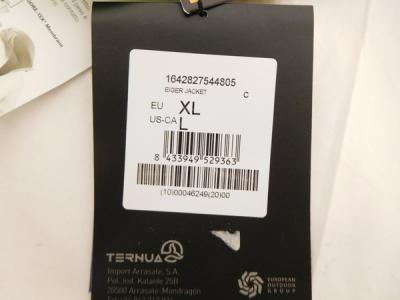 1642827544805
EIGER JACKET C
EU XL
US-CA L
8 433949 529363
(10)00046249(20)00
TERNUA
Import Arrasate, S.A.
Pol. Ind. Kataide 25B
20500 Arrasate-Mondragón
EUROPEAN
OUTDOOR
GROUP